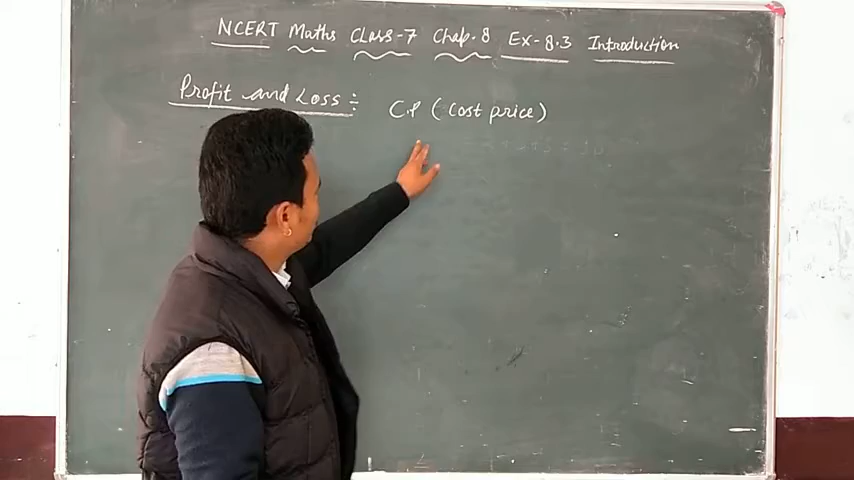 NCERT Maths Class-7 Chap. 8 Ex-8.3 Introduction
Profit and Loss ÷ C.P (Cost price)